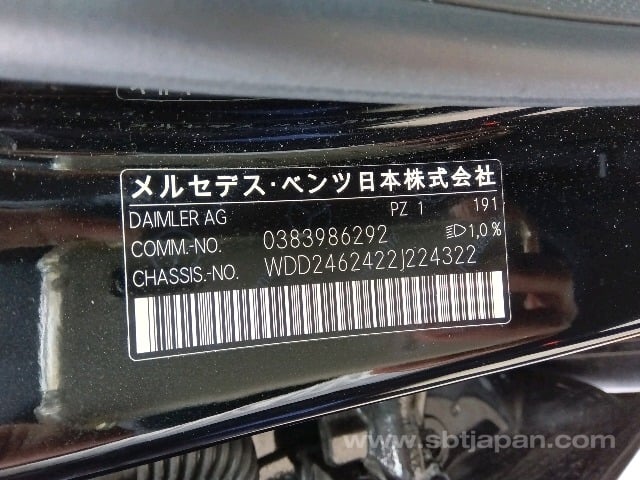 メルセデス・ベンツ日本株式会社
DAIMLER AG PZ 1 191
COMM.-NO. 0383986292 1,0%
CHASSIS.-NO. WDD2462422J224322
www.sbtjapan.com